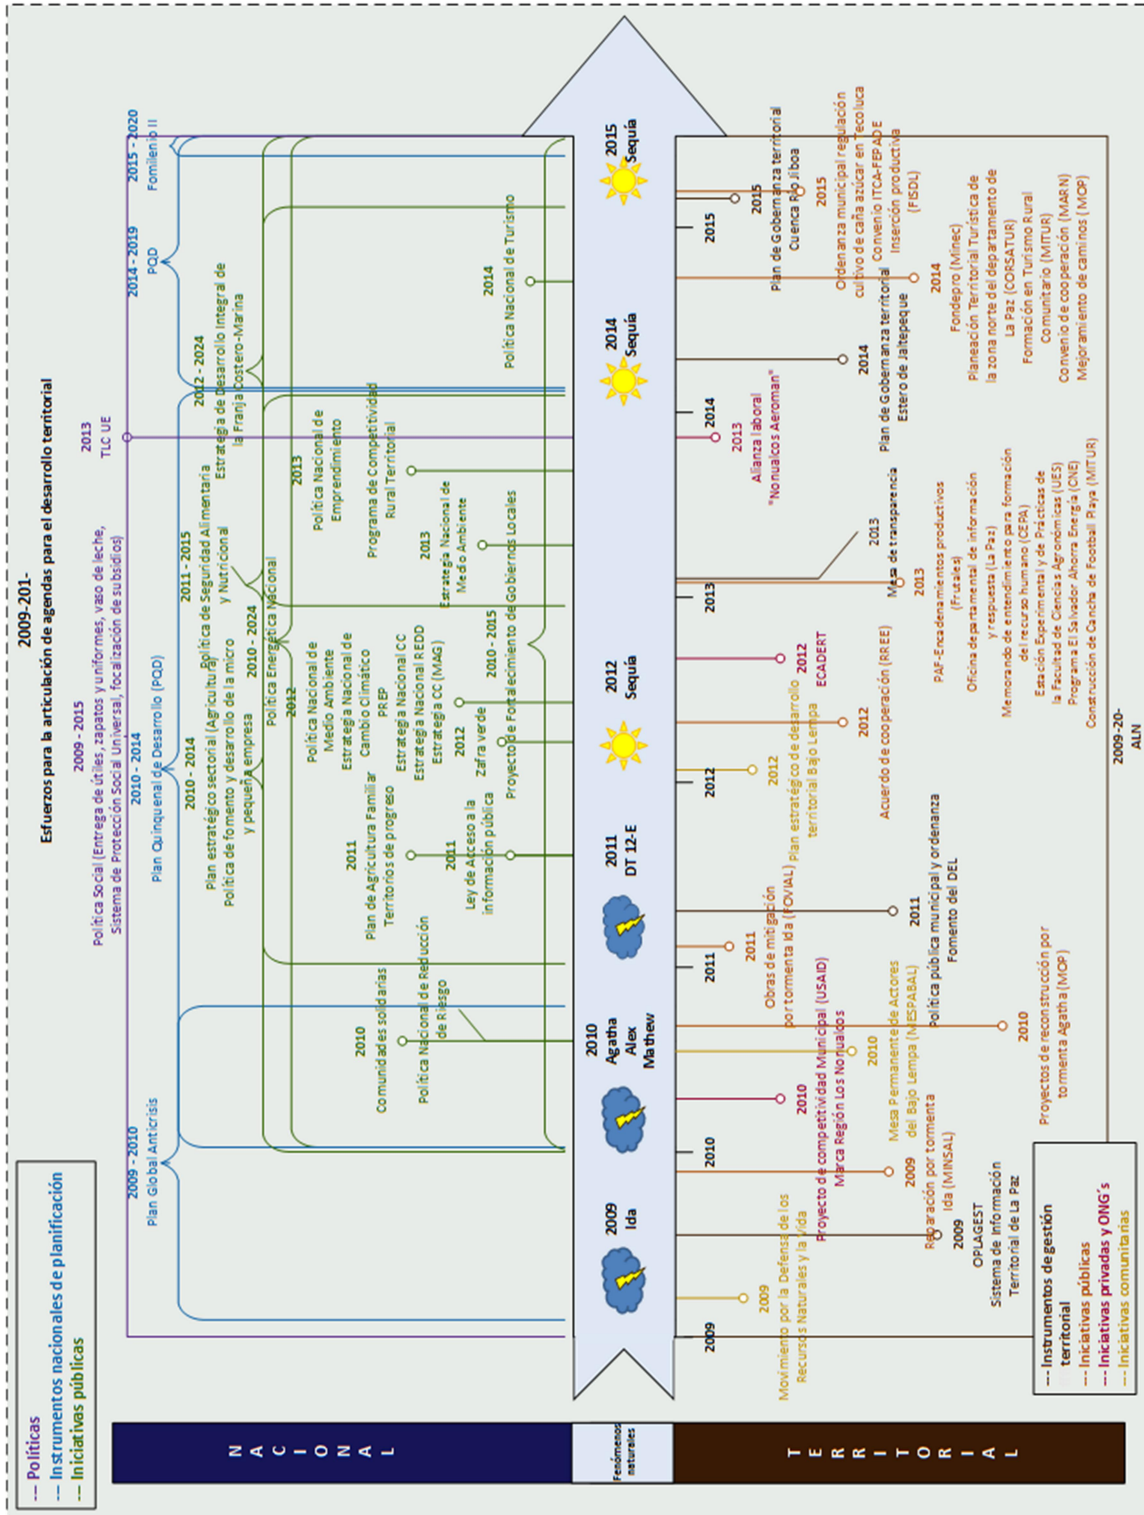 2009-201-
Esfuerzos para la articulación de agendas para el desarrollo territorial
--- Políticas
--- Instrumentos nacionales de planificación
--- Iniciativas públicas
NACIONAL
2009 - 2015
Política Social (Entrega de útiles, zapatos y uniformes, vaso de leche,
Sistema de Protección Social Universal, focalización de subsidios)
2013
TLC UE
2009 - 2010
Plan Global Anticrisis
2010 - 2014
Plan Quinquenal de Desarrollo (PQD)
2014 - 2019
PQD
2015 - 2020
Fomilenio II
2010 - 2014
Plan estratégico sectorial (Agricultura)
Política de fomento y desarrollo de la micro
y pequeña empresa
2011 - 2015
Política de Seguridad Alimentaria
y Nutricional
2012 - 2024
Estrategia de Desarrollo Integral de
la Franja Costero-Marina
2010 - 2024
Política Energética Nacional
2012
Política Nacional de
Medio Ambiente
Estrategia Nacional de
Cambio Climático
PREP
Estrategia Nacional CC
Estrategia Nacional REDD
Estrategia CC (MAG)
2013
Política Nacional de
Emprendimiento
Programa de Competitividad
Rural Territorial
2013
Estrategia Nacional de
Medio Ambiente
2010
Comunidades solidarias
Política Nacional de Reducción
de Riesgo
2011
Plan de Agricultura Familiar
Territorios de progreso
2011
Ley de Acceso a la
información pública
2012
Zafra verde
2010 - 2015
Proyecto de Fortalecimiento de Gobiernos Locales
2014
Política Nacional de Turismo
Fenómenos
naturales
2009
Ida
2010
Agatha
Alex
Mathew
2011
DT 12-E
2012
Sequía
2014
Sequía
2015
Sequía
TERRITORIAL
2009
2010
2011
2012
2013
2014
2015
2009
Movimiento por la Defensa de los
Recursos Naturales y la Vida
2009
OPLAGEST
Sistema de Información
Territorial de La Paz
2009
Reparación por tormenta
Ida (MINSAL)
2010
Proyecto de competitividad Municipal (USAID)
Marca Región Los Nonualcos
2010
Mesa Permanente de Actores
del Bajo Lempa (MESPABAL)
2010
Proyectos de reconstrucción por
tormenta Agatha (MOP)
2011
Obras de mitigación
por tormenta Ida (FOVIAL)
2011
Política pública municipal y ordenanza
Fomento del DEL
2012
Plan estratégico de desarrollo
territorial Bajo Lempa
2012
Acuerdo de cooperación (RREE)
2012
ECADERT
2013
Mesa de transparencia
2013
PAF-Encadenamientos productivos
(Frutales)
Oficina departamental de información
y respuesta (La Paz)
Memorando de entendimiento para formación
del recurso humano (CEPA)
Estación Experimental y de Prácticas de
la Facultad de Ciencias Agronómicas (UES)
Programa El Salvador Ahorra Energía (CNE)
Construcción de Cancha de Football Playa (MITUR)
2013
Alianza laboral
"Nonualcos Aeroman"
2014
Plan de Gobernanza territorial
Estero de Jaltepeque
2014
Fondepro (Minec)
Planeación Territorial Turística de
la zona norte del departamento de
La Paz (CORSATUR)
Formación en Turismo Rural
Comunitario (MITUR)
Convenio de cooperación (MARN)
Mejoramiento de caminos (MOP)
2015
Plan de Gobernanza territorial
Cuenca Río Jiboa
2015
Ordenanza municipal regulación
cultivo de caña azúcar en Tecoluca
Convenio ITCA-FEPADE
Inserción productiva
(FISDL)
2009-20-
ALN
--- Instrumentos de gestión
territorial
--- Iniciativas públicas
--- Iniciativas privadas y ONG´s
--- Iniciativas comunitarias